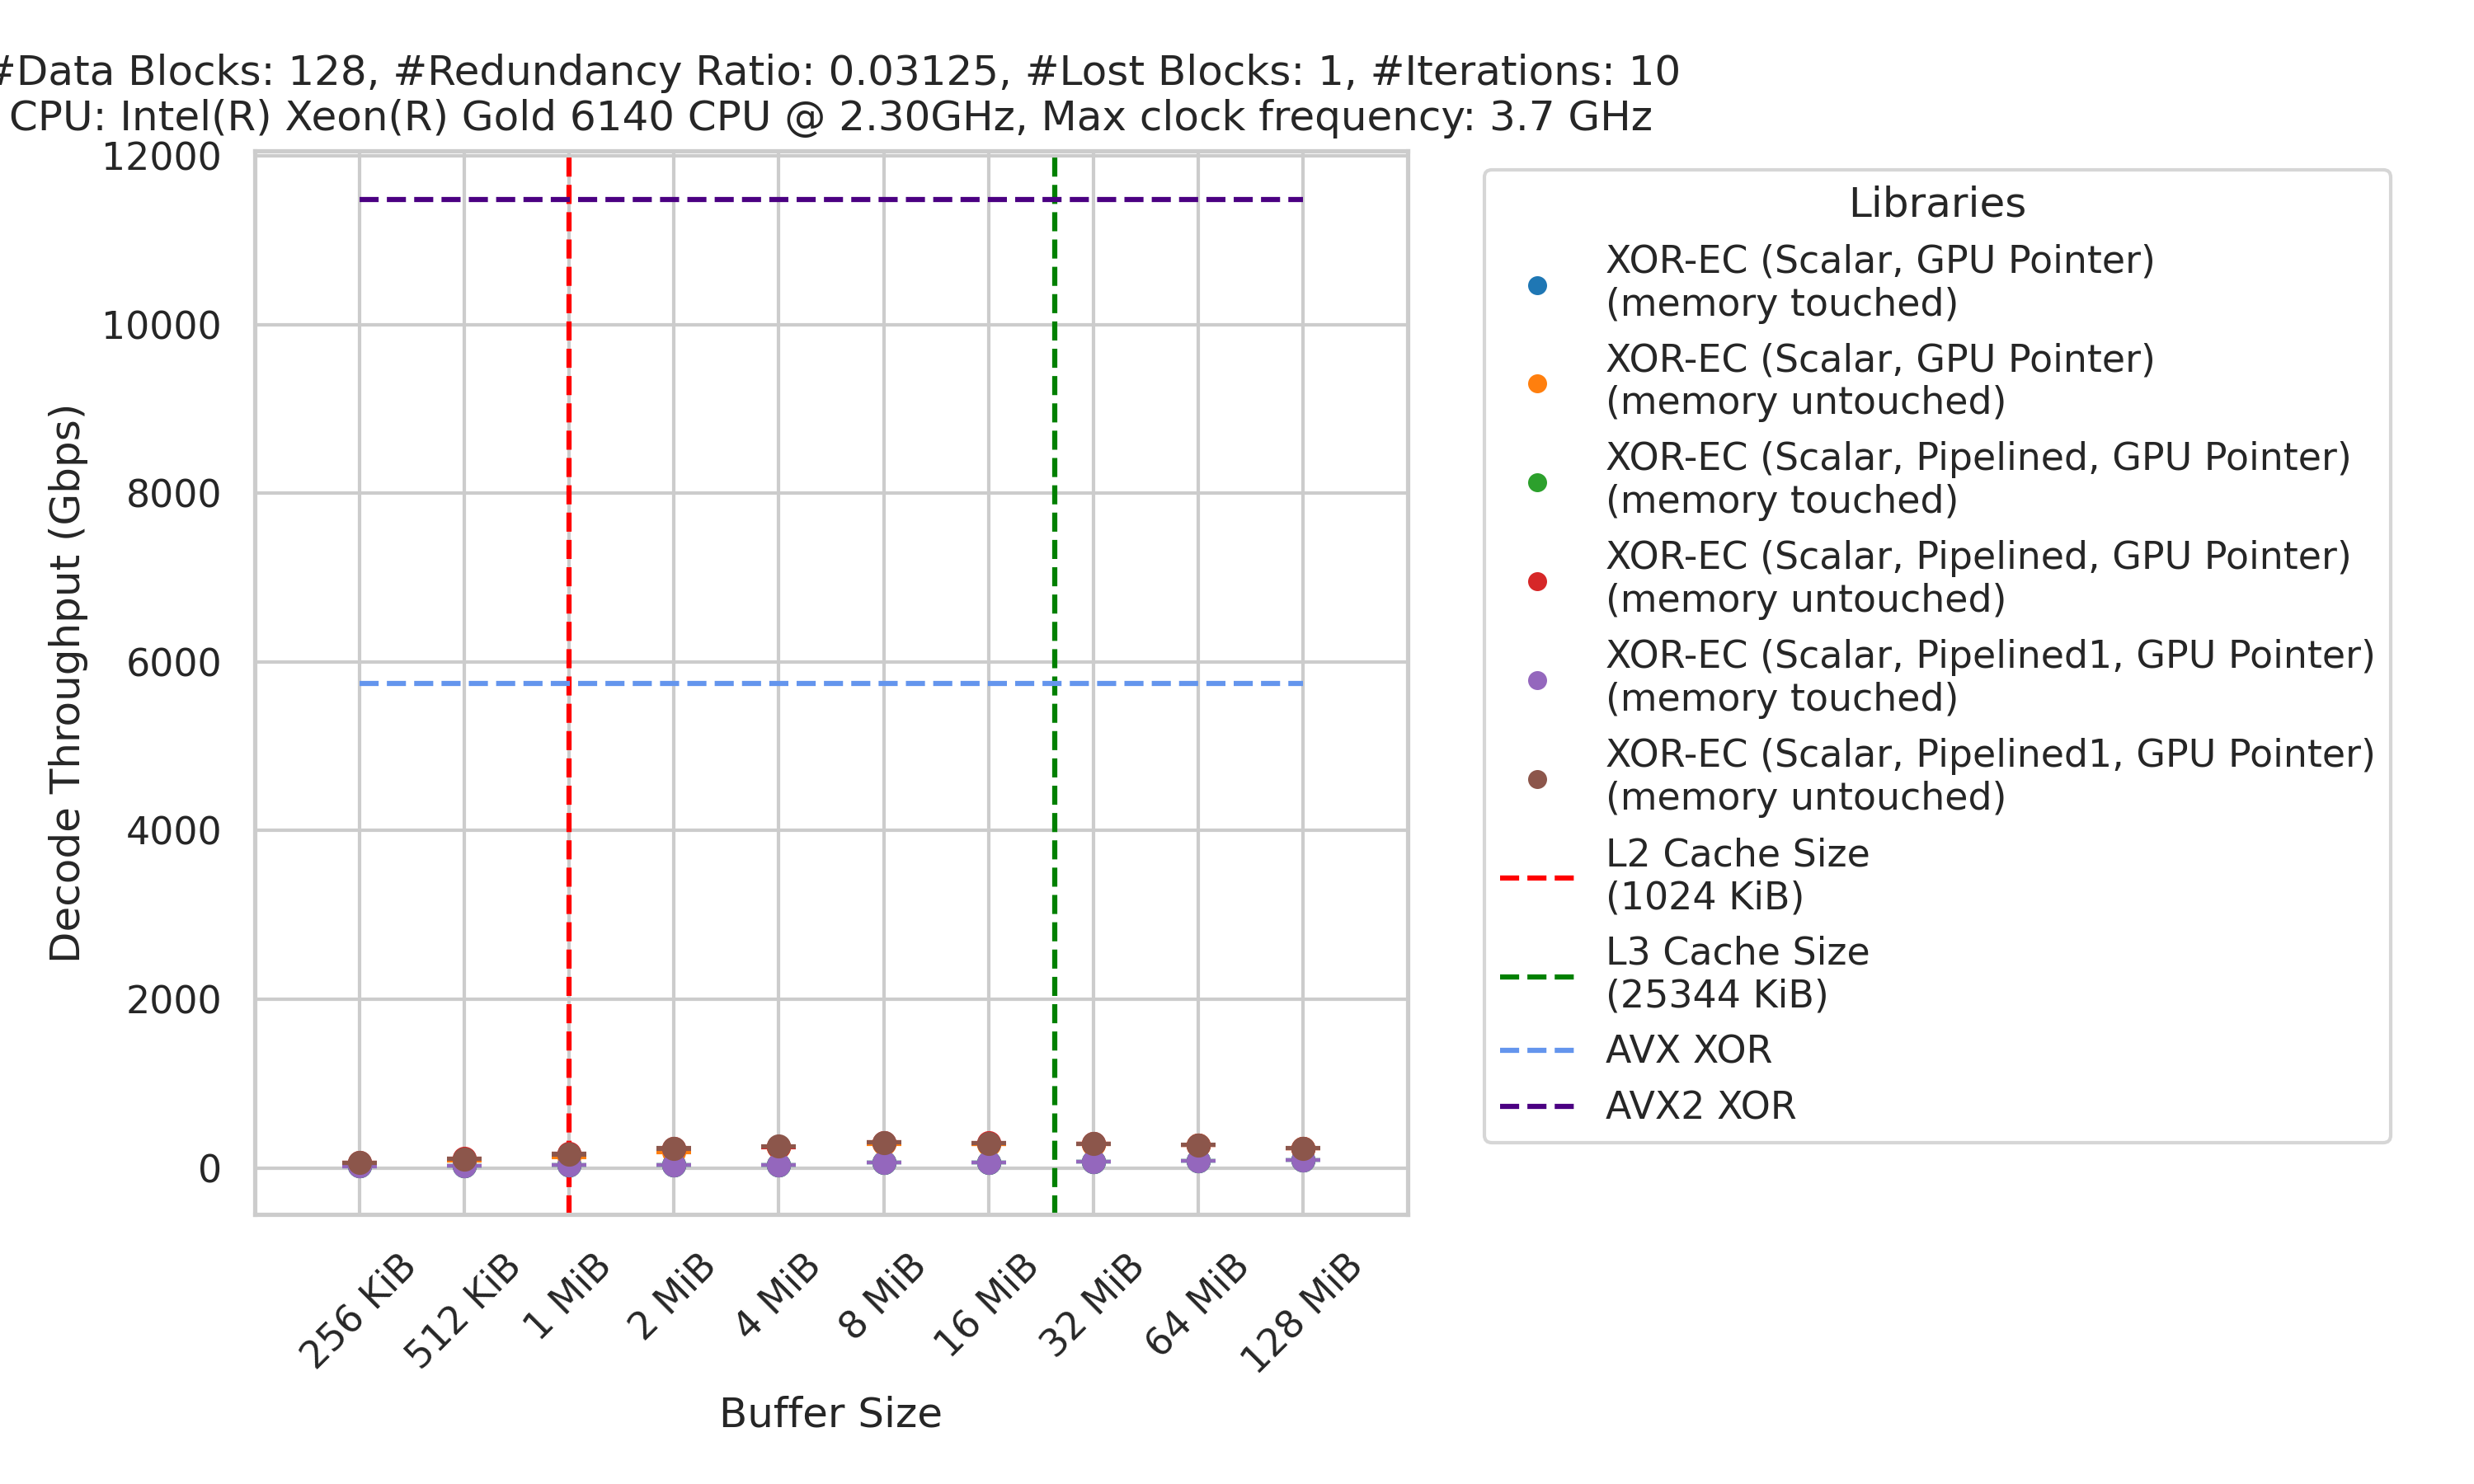 #Data Blocks: 128, #Redundancy Ratio: 0.03125, #Lost Blocks: 1, #Iterations: 10
CPU: Intel(R) Xeon(R) Gold 6140 CPU @ 2.30GHz, Max clock frequency: 3.7 GHz
12000
10000
8000
6000
4000
2000
0
Decode Throughput (Gbps)
256 KiB
512 KiB
1 MiB
2 MiB
4 MiB
8 MiB
16 MiB
32 MiB
64 MiB
128 MiB
Buffer Size
Libraries
XOR-EC (Scalar, GPU Pointer)
(memory touched)
XOR-EC (Scalar, GPU Pointer)
(memory untouched)
XOR-EC (Scalar, Pipelined, GPU Pointer)
(memory touched)
XOR-EC (Scalar, Pipelined, GPU Pointer)
(memory untouched)
XOR-EC (Scalar, Pipelined1, GPU Pointer)
(memory touched)
XOR-EC (Scalar, Pipelined1, GPU Pointer)
(memory untouched)
L2 Cache Size
(1024 KiB)
L3 Cache Size
(25344 KiB)
AVX XOR
AVX2 XOR